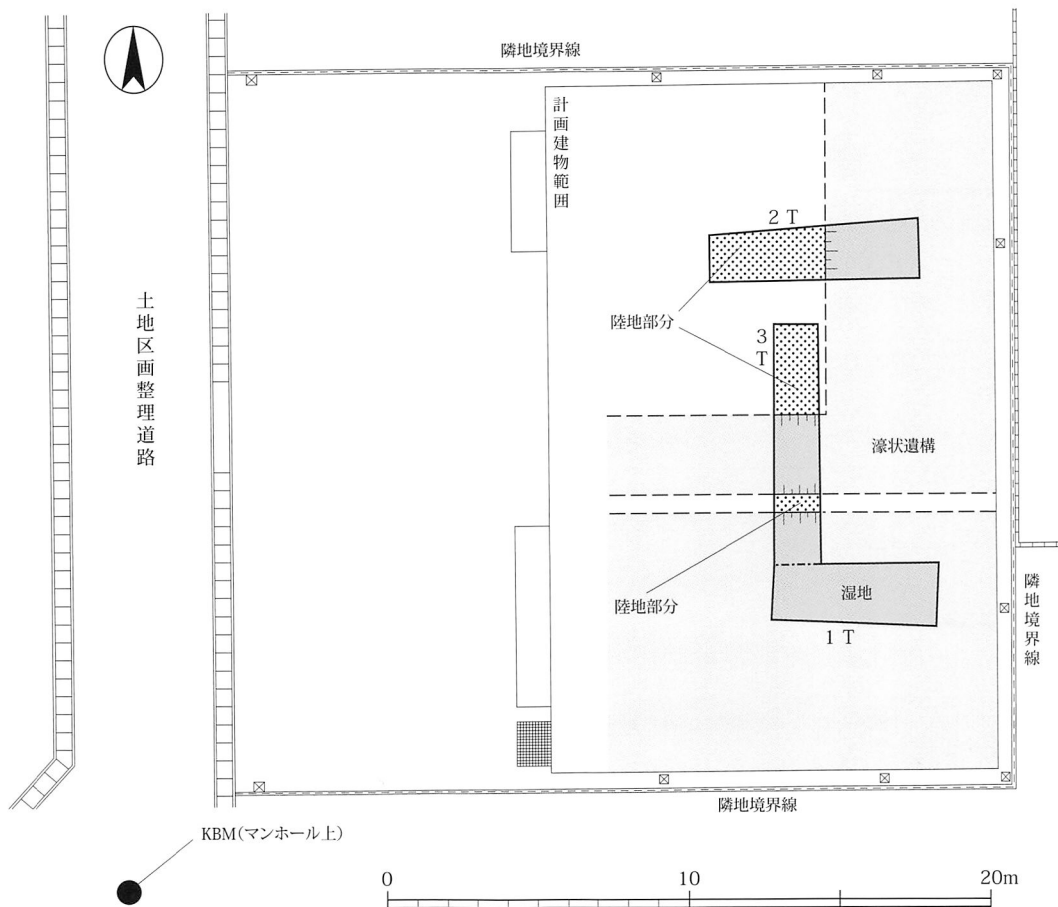 隣地境界線
計画建物範囲
2 T
土地区画整理道路
陸地部分
3 T
濠状遺構
陸地部分
湿地
隣地境界線
1 T
隣地境界線
KBM(マンホール上)
0 10 20m